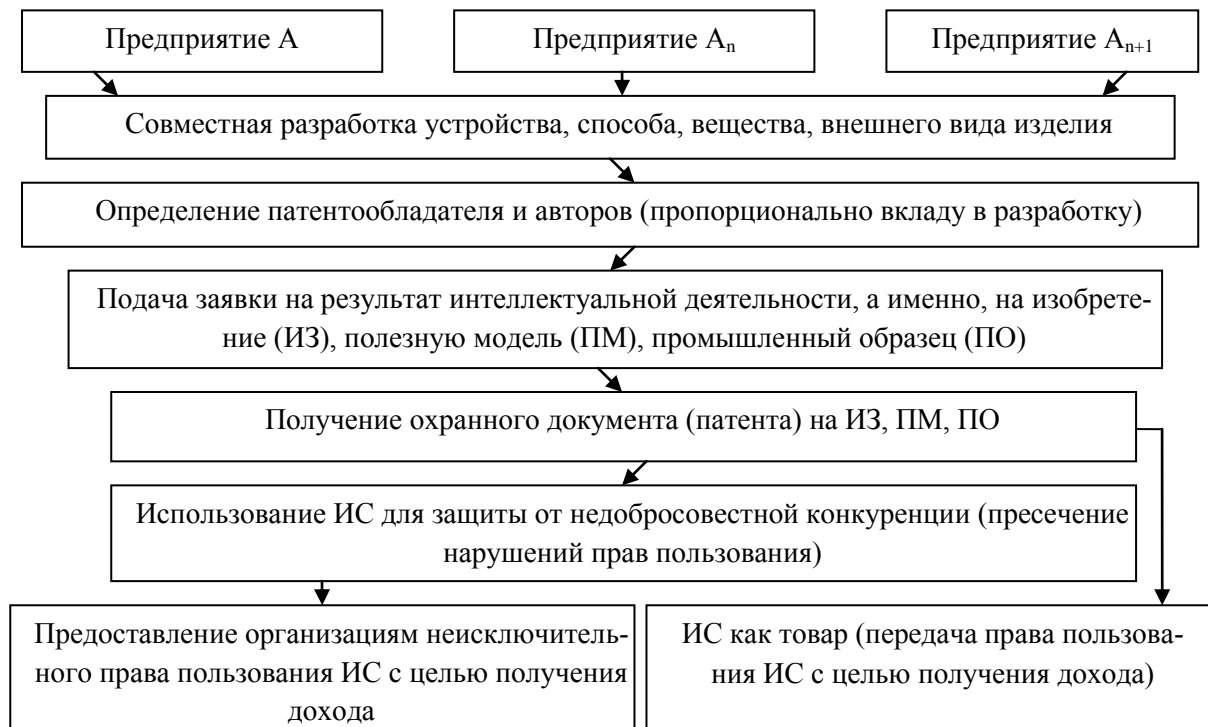 Предприятие А
Предприятие Аn
Предприятие Аn+1
Совместная разработка устройства, способа, вещества, внешнего вида изделия
Определение патентообладателя и авторов (пропорционально вкладу в разработку)
Подача заявки на результат интеллектуальной деятельности, а именно, на изобрете-
ние (ИЗ), полезную модель (ПМ), промышленный образец (ПО)
Получение охранного документа (патента) на ИЗ, ПМ, ПО
Использование ИС для защиты от недобросовестной конкуренции (пресечение
нарушений прав пользования)
Предоставление организациям неисключитель-
ного права пользования ИС с целью получения
дохода
ИС как товар (передача права пользова-
ния ИС с целью получения дохода)